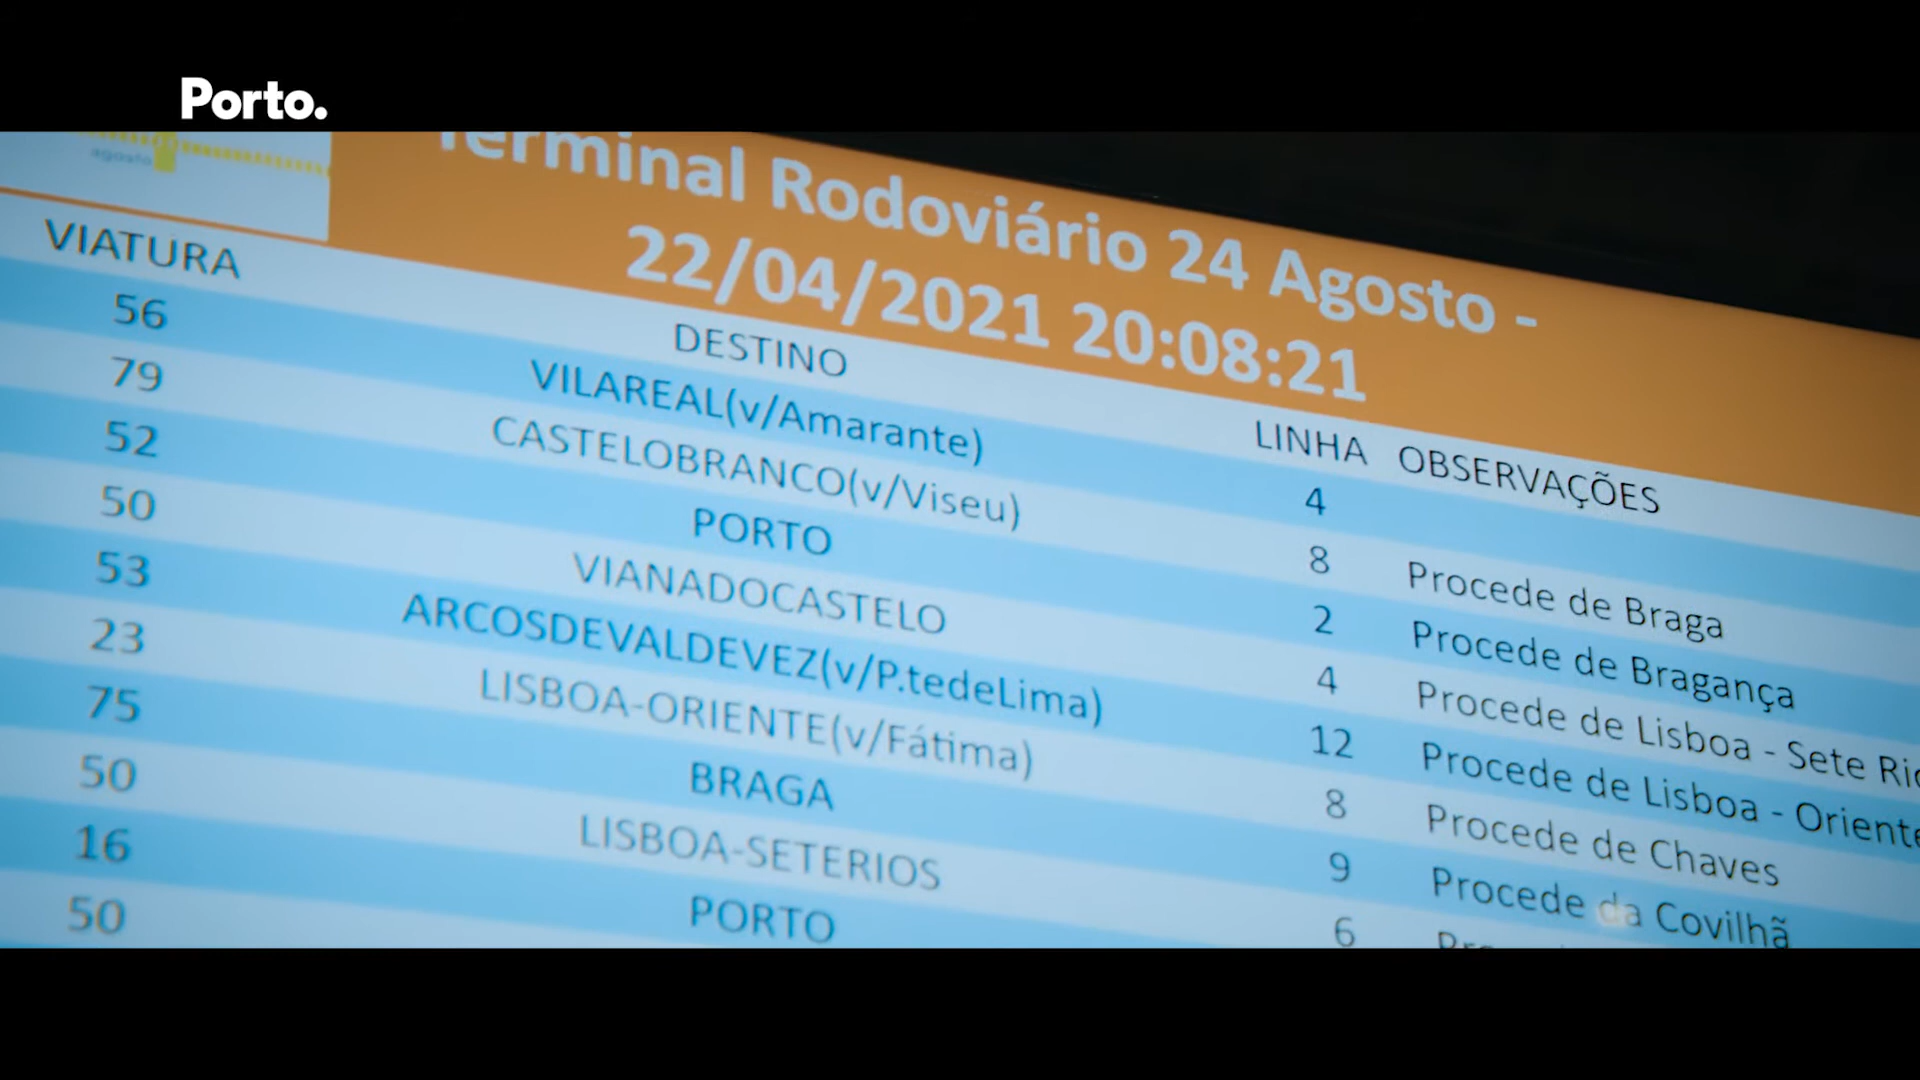 Porto.
agosto
Terminal Rodoviário 24 Agosto -
22/04/2021 20:08:21
VIATURA DESTINO LINHA OBSERVAÇÕES
56 VILAREAL(v/Amarante) 4
79 CASTELOBRANCO(v/Viseu) 8 Procede de Braga
52 PORTO 2 Procede de Bragança
50 VIANADOCASTELO 4 Procede de Lisboa - Sete
53 ARCOSDEVALDEVEZ(v/P.tedeLima) 12 Procede de Lisboa - Oriente
23 LISBOA-ORIENTE(v/Fátima) 8 Procede de Chaves
75 BRAGA 9 Procede da Covilhã
50 LISBOA-SETERIOS 6
16 PORTO
50